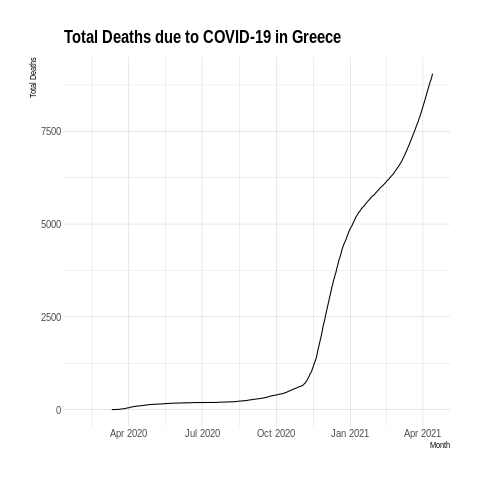 Total Deaths due to COVID-19 in Greece
Total Deaths
7500
5000
2500
0
Apr 2020 Jul 2020 Oct 2020 Jan 2021 Apr 2021
Month